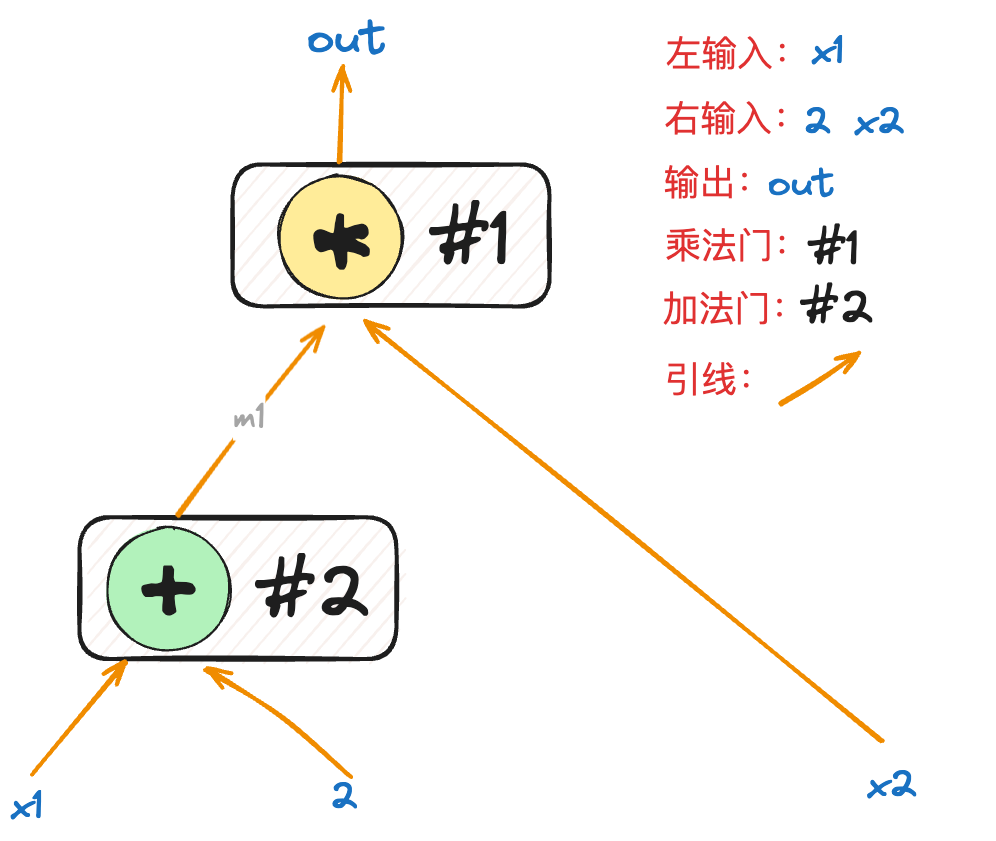 out
左输入： x1
右输入： 2 x2
输出： out
* #1
乘法门： #1
加法门： #2
引线：
m1
+ #2
x1
2
x2